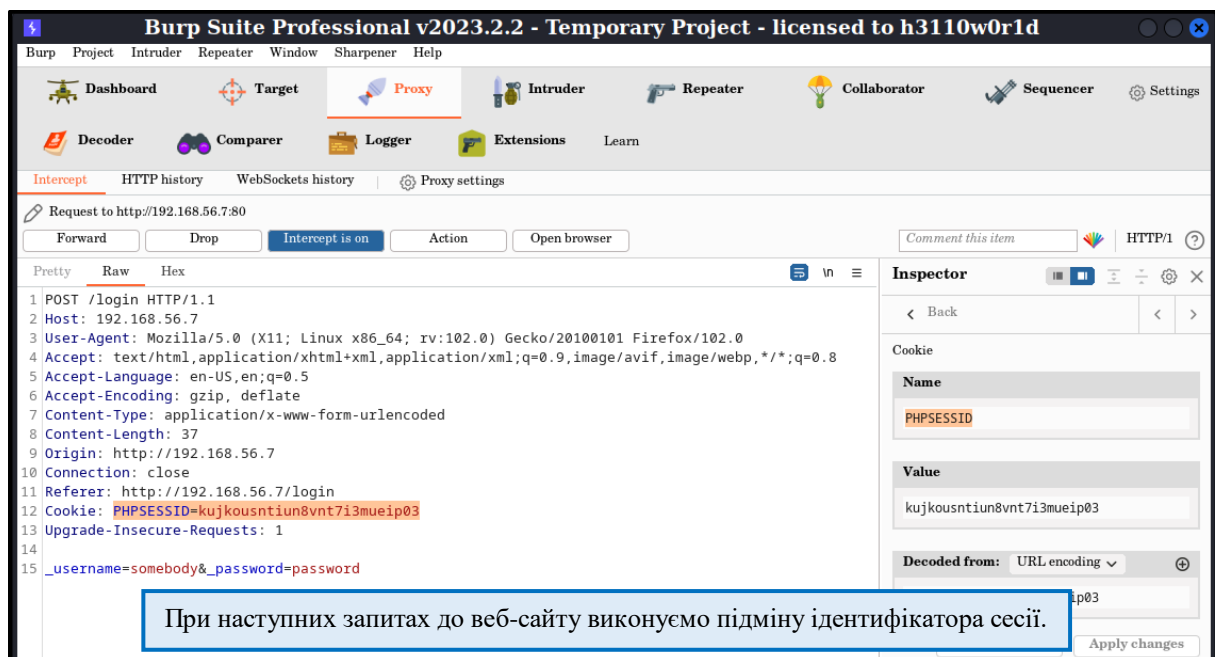 Burp Suite Professional v2023.2.2 - Temporary Project - licensed to h3110w0r1d
Burp Project Intruder Repeater Window Sharpener Help
Dashboard Target Proxy Intruder Repeater Collaborator Sequencer Settings
Decoder Comparer Logger Extensions Learn
Intercept HTTP history WebSockets history Proxy settings
Request to http://192.168.56.7:80
Forward Drop Intercept is on Action Open browser Comment this item HTTP/1
Pretty Raw Hex \n
1 POST /login HTTP/1.1
2 Host: 192.168.56.7
3 User-Agent: Mozilla/5.0 (X11; Linux x86_64; rv:102.0) Gecko/20100101 Firefox/102.0
4 Accept: text/html,application/xhtml+xml,application/xml;q=0.9,image/avif,image/webp,*/*;q=0.8
5 Accept-Language: en-US,en;q=0.5
6 Accept-Encoding: gzip, deflate
7 Content-Type: application/x-www-form-urlencoded
8 Content-Length: 37
9 Origin: http://192.168.56.7
10 Connection: close
11 Referer: http://192.168.56.7/login
12 Cookie: PHPSESSID=kujkousntiun8vnt7i3mueip03
13 Upgrade-Insecure-Requests: 1
14
15 _username=somebody&_password=password
Inspector
Back
Cookie
Name
PHPSESSID
Value
kujkousntiun8vnt7i3mueip03
Decoded from: URL encoding
ip03
Apply changes
При наступних запитах до веб-сайту виконуємо підміну ідентифікатора сесії.